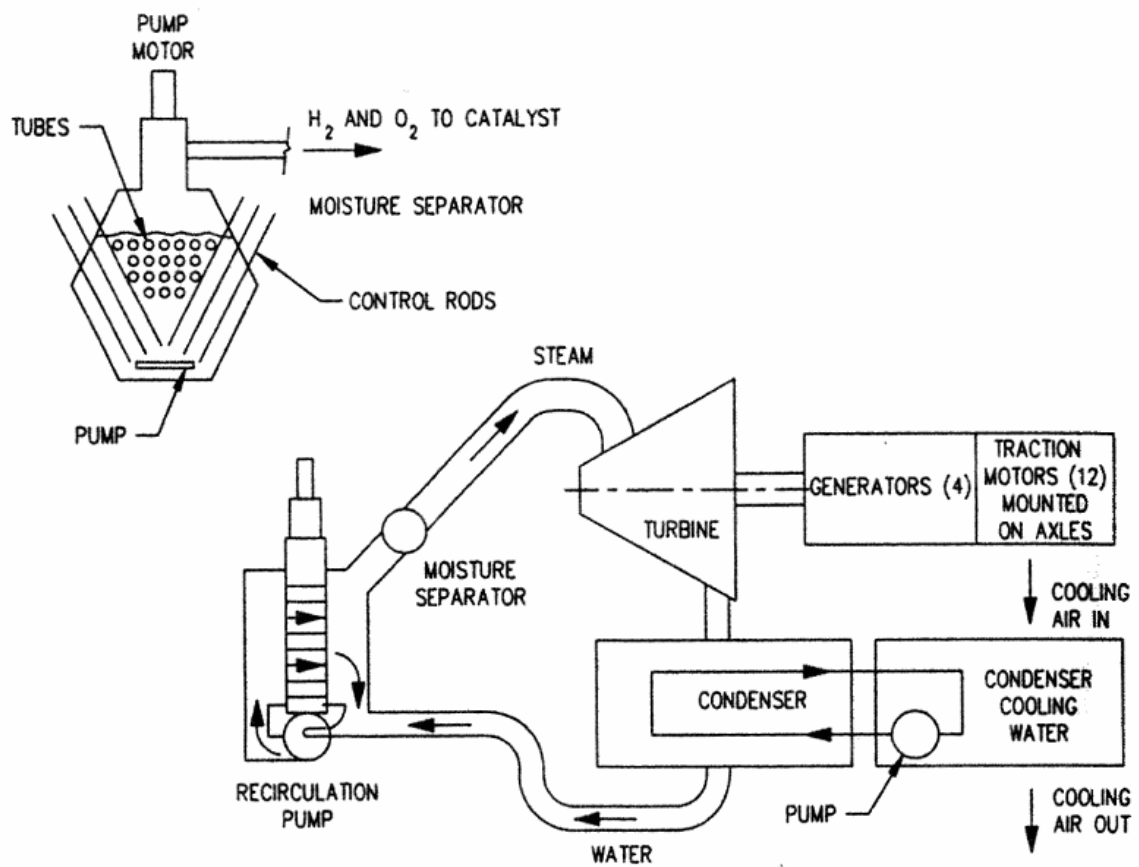 PUMP
MOTOR
TUBES
H₂ AND O₂ TO CATALYST
MOISTURE SEPARATOR
CONTROL RODS
PUMP
STEAM
GENERATORS (4)
TRACTION
MOTORS (12)
MOUNTED
ON AXLES
TURBINE
MOISTURE
SEPARATOR
COOLING
AIR IN
CONDENSER
CONDENSER
COOLING
WATER
RECIRCULATION
PUMP
PUMP
COOLING
AIR OUT
WATER